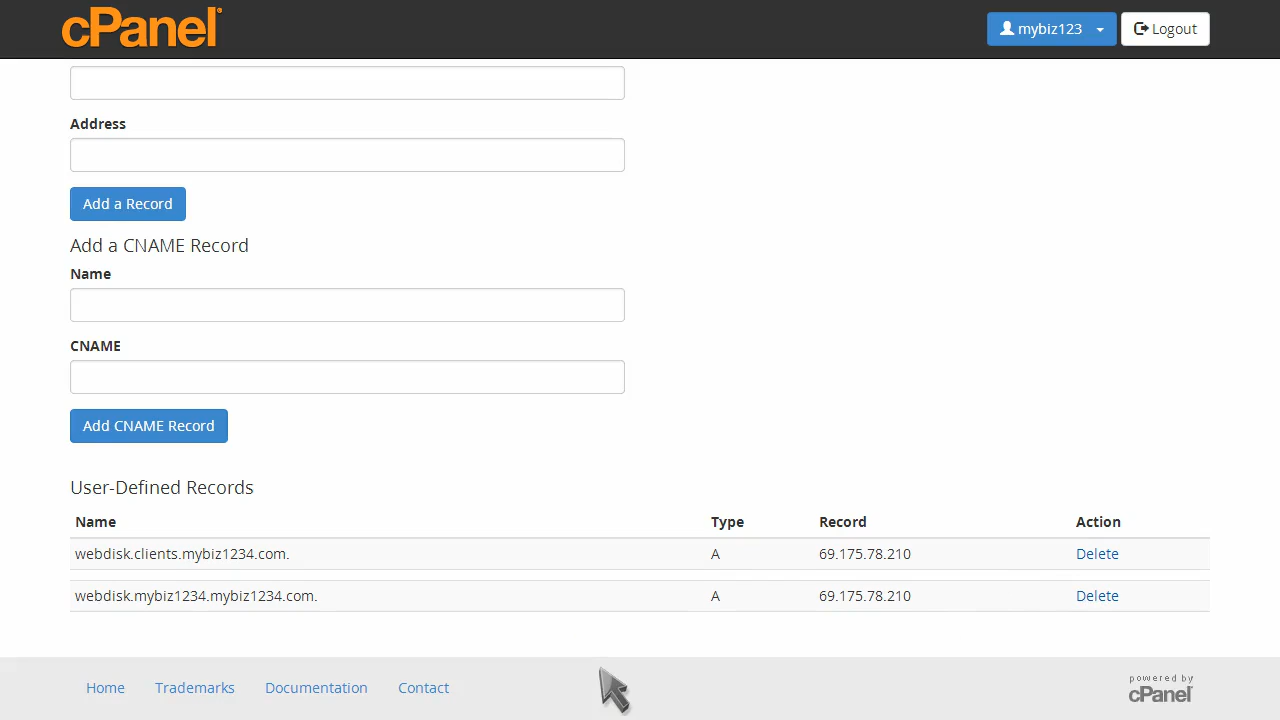 cPanel
mybiz123
Logout
Address
Add a Record
Add a CNAME Record
Name
CNAME
Add CNAME Record
User-Defined Records
Name Type Record Action
webdisk.clients.mybiz1234.com. A 69.175.78.210 Delete
webdisk.mybiz1234.mybiz1234.com. A 69.175.78.210 Delete
Home Trademarks Documentation Contact
powered by
cPanel